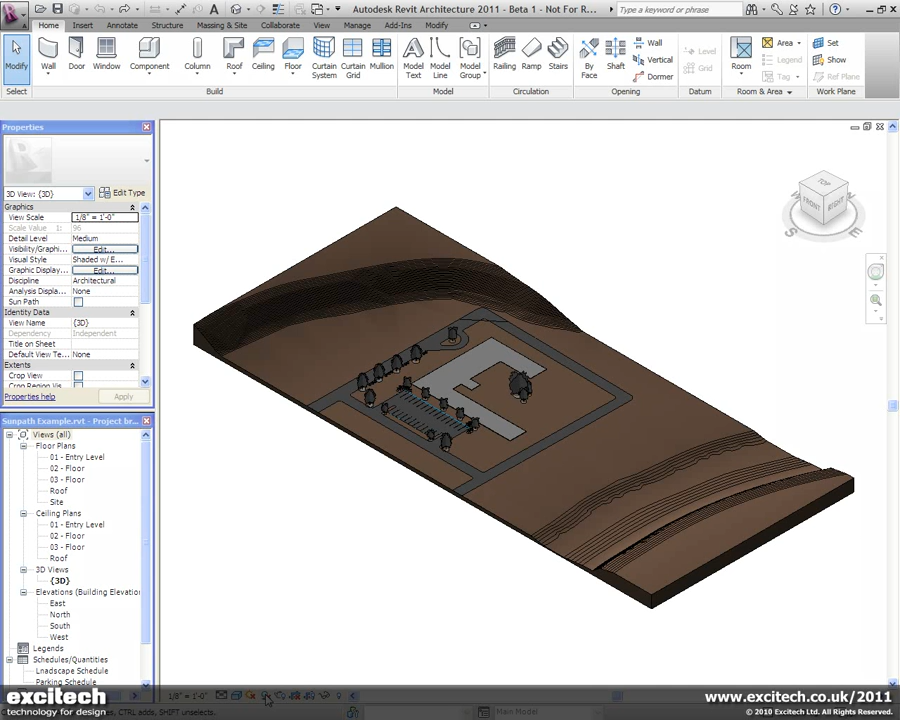 Autodesk Revit Architecture 2011 - Beta 1 - Not For R...
Type a keyword or phrase
Home Insert Annotate Structure Massing & Site Collaborate View Manage Add-Ins Modify
Modify Wall Door Window Component Column Roof Ceiling Floor Curtain System Curtain Grid Mullion Model Text Model Line Model Group Railing Ramp Stairs By Face Shaft Wall Vertical Dormer Level Grid Room Area Legend Tag Set Show Ref Plane
Select Build Model Circulation Opening Datum Room & Area Work Plane
Properties
3D View: {3D} Edit Type
Graphics
View Scale 1/8" = 1'-0"
Scale Value 1: 96
Detail Level Medium
Visibility/Graphi... Edit...
Visual Style Shaded w/ E...
Graphic Display... Edit...
Discipline Architectural
Analysis Displa... None
Sun Path
Identity Data
View Name {3D}
Dependency Independent
Title on Sheet
Default View Te... None
Extents
Crop View
Crop Region Vis
Properties help Apply
TOP
FRONT RIGHT
W E
S
Sunpath Example.rvt - Project br...
Views (all)
Floor Plans
01 - Entry Level
02 - Floor
03 - Floor
Roof
Site
Ceiling Plans
01 - Entry Level
02 - Floor
03 - Floor
Roof
3D Views
{3D}
Elevations (Building Elevation
East
North
South
West
Legends
Schedules/Quantities
Landscape Schedule
Parking Schedule
1/8" = 1'-0"
excitech
technology for design
, CTRL adds, SHIFT unselects.
Main Model
www.excitech.co.uk/2011
© 2010 Excitech Ltd. All Rights Reserved.